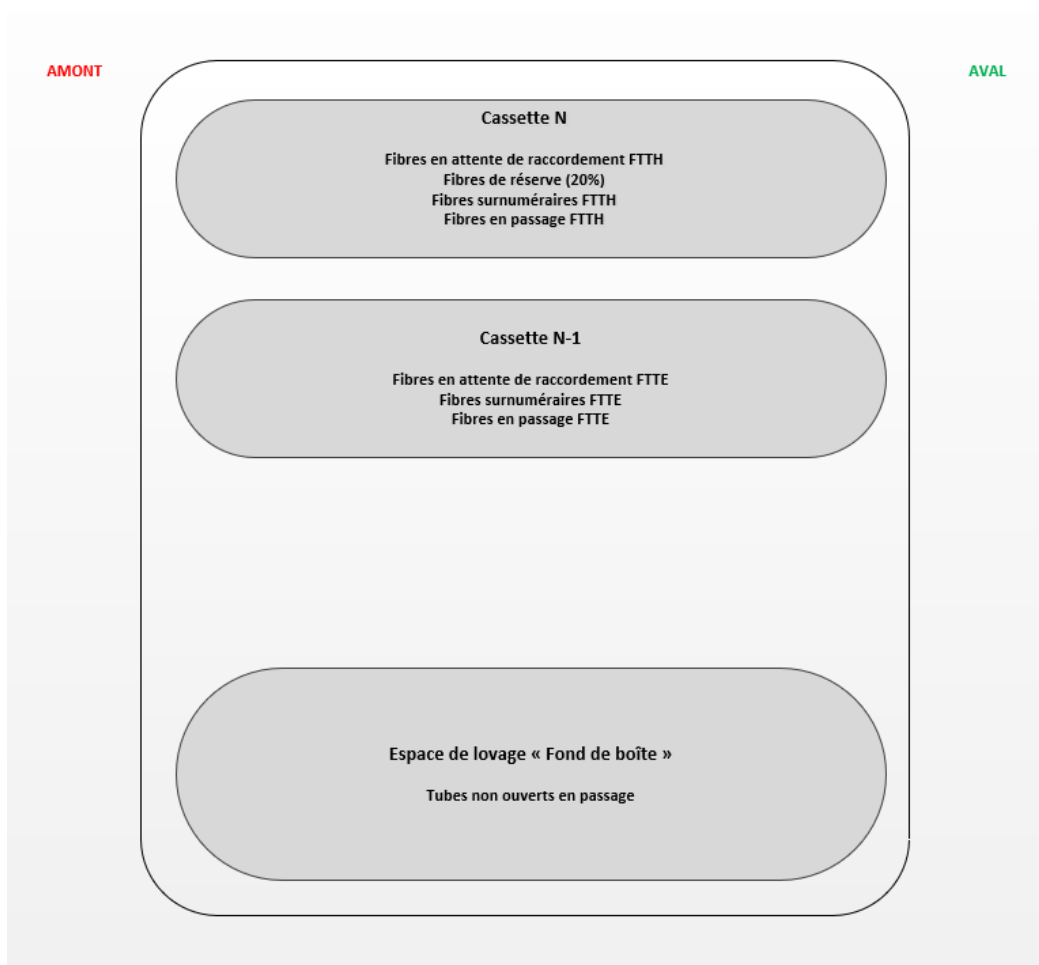 AMONT
AVAL
Cassette N
Fibres en attente de raccordement FTTH
Fibres de réserve (20%)
Fibres surnuméraires FTTH
Fibres en passage FTTH
Cassette N-1
Fibres en attente de raccordement FTTE
Fibres surnuméraires FTTE
Fibres en passage FTTE
Espace de lovage « Fond de boîte »
Tubes non ouverts en passage